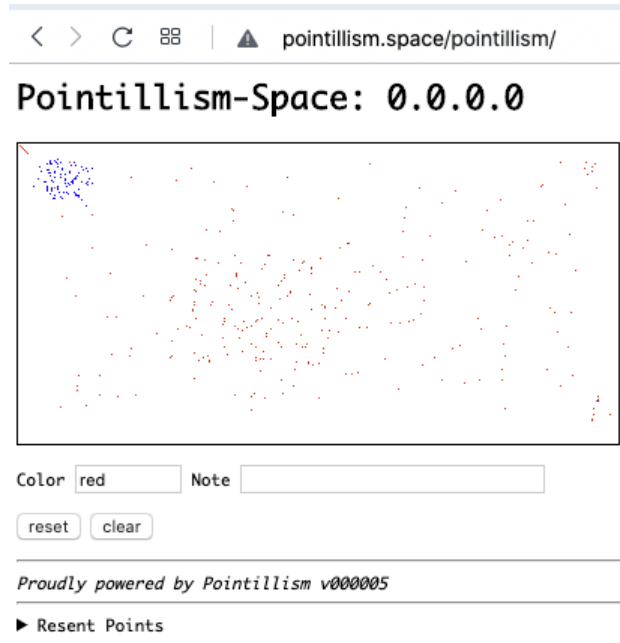 pointillism.space/pointillism/
Pointillism-Space: 0.0.0.0
Color red Note
reset clear
Proudly powered by Pointillism v000005
▶ Resent Points